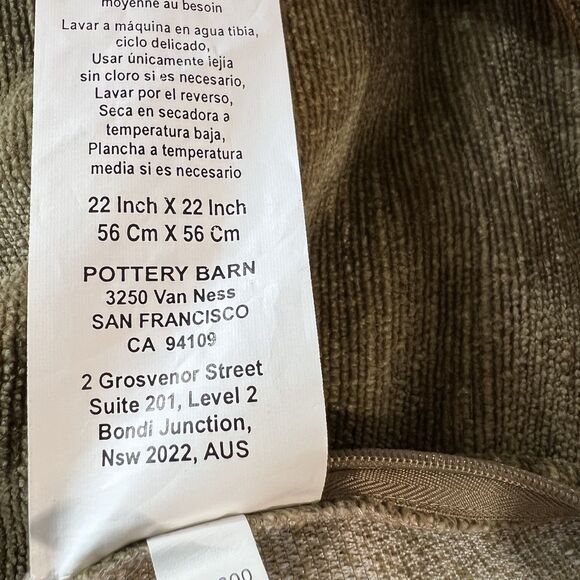 moyenne au besoin
Lavar a máquina en agua tibia,
ciclo delicado,
Usar únicamente lejia
sin cloro si es necesario,
Lavar por el reverso,
Seca en secadora a
temperatura baja,
Plancha a temperatura
media si es necesario
22 Inch X 22 Inch
56 Cm X 56 Cm
POTTERY BARN
3250 Van Ness
SAN FRANCISCO
CA 94109
2 Grosvenor Street
Suite 201, Level 2
Bondi Junction,
Nsw 2022, AUS